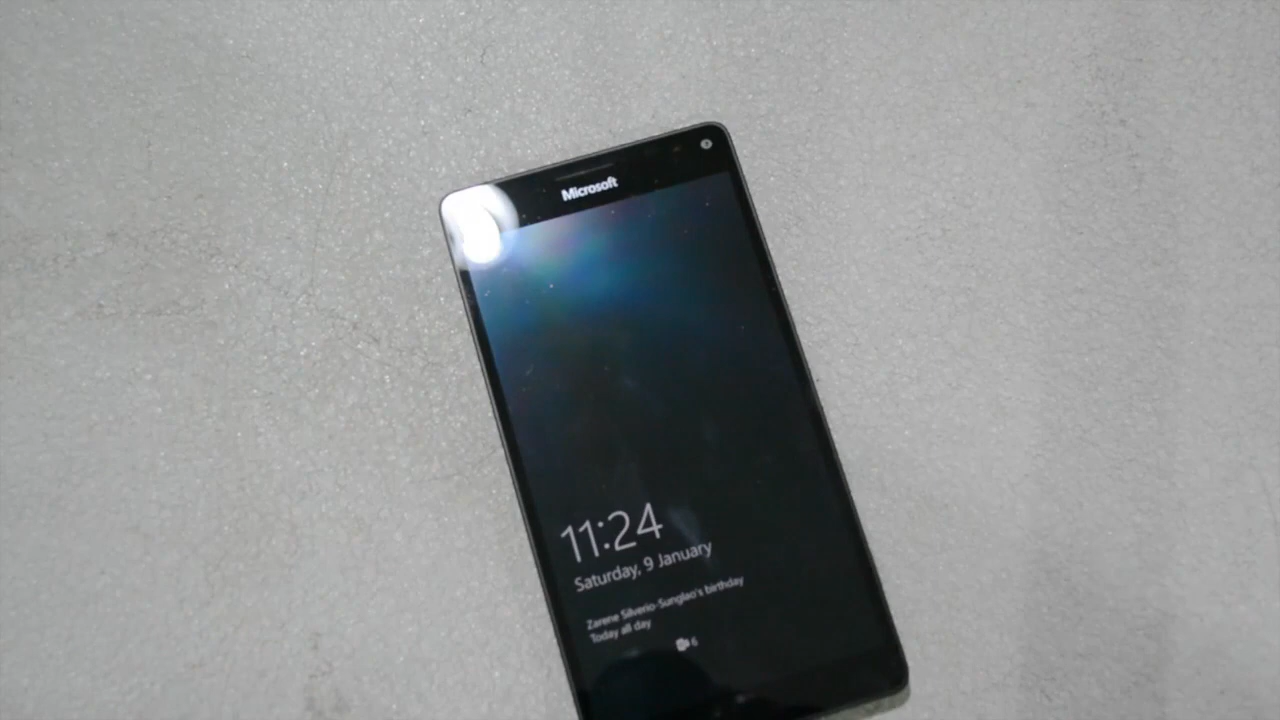 Microsoft
11:24
Saturday, 9 January
Zarene Silverio-Sunglao's birthday
Today all day
6